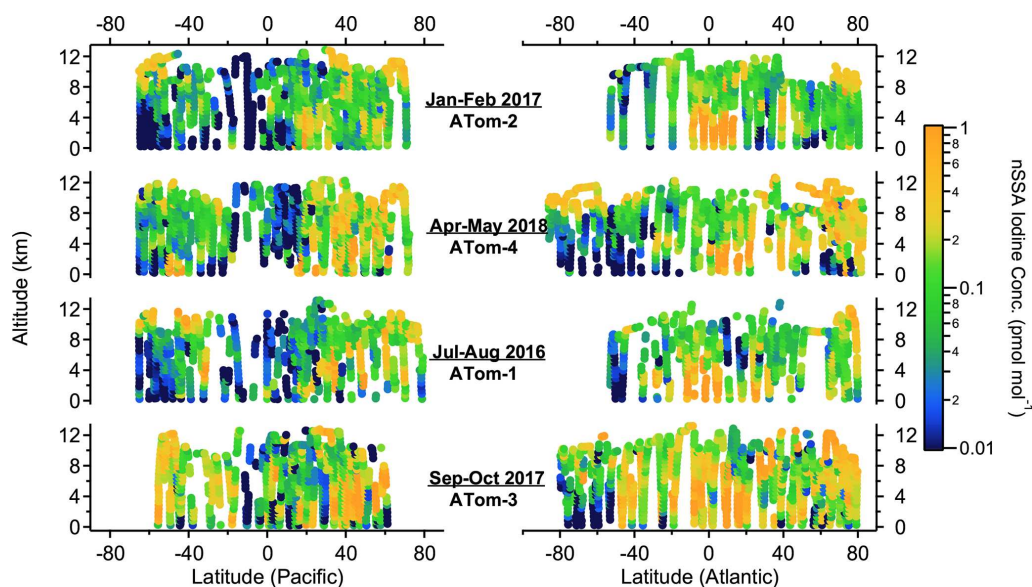 -80 -40 0 40 80 -80 -40 0 40 80
12 12
8 8
4 4
0 0
Jan-Feb 2017
ATom-2
12 12
8 8
4 4
0 0
Apr-May 2018
ATom-4
12 12
8 8
4 4
0 0
Jul-Aug 2016
ATom-1
12 12
8 8
4 4
0 0
Sep-Oct 2017
ATom-3
-80 -40 0 40 80 -80 -40 0 40 80
Latitude (Pacific) Latitude (Atlantic)
Altitude (km)
1
8
6
4
2
0.1
8
6
4
2
0.01
nSSA Iodine Conc. (pmol mol⁻¹)